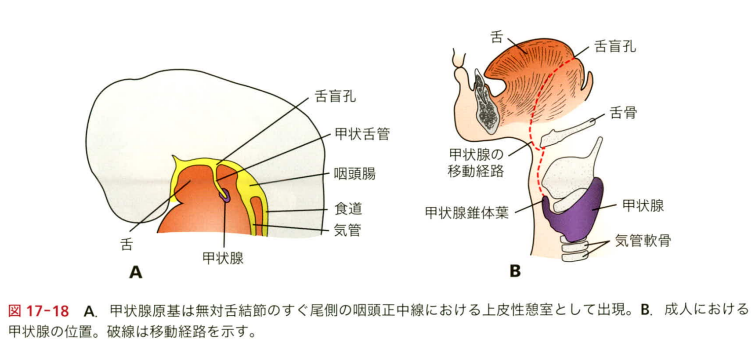 舌盲孔
甲状舌管
咽頭腸
食道
気管
舌
甲状腺
A
舌
舌盲孔
舌骨
甲状腺の
移動経路
甲状腺錐体葉
甲状腺
気管軟骨
B
図 17-18 A. 甲状腺原基は無対舌結節のすぐ尾側の咽頭正中線における上皮性憩室として出現。B. 成人における
甲状腺の位置。破線は移動経路を示す。